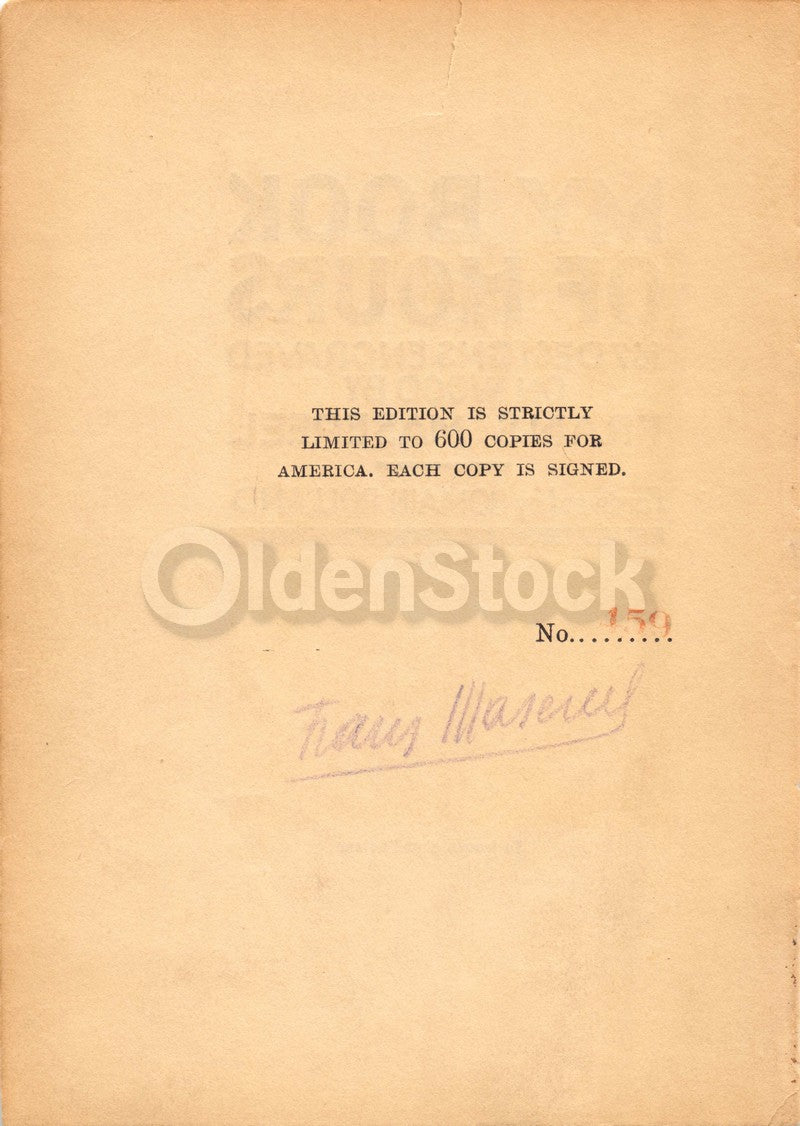 THIS EDITION IS STRICTLY
LIMITED TO 600 COPIES FOR
AMERICA. EACH COPY IS SIGNED.
OldenStock
No.......... 159
Frans Masereel